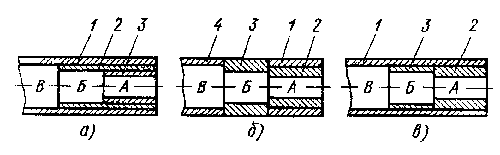 1 2 3 4 3 1 2 1 3 2
В Б А В Б А В Б А
а) б) в)